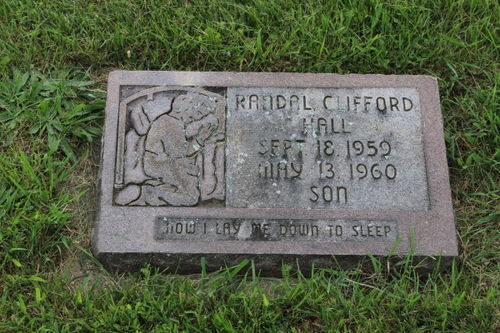 RANDAL CLIFFORD
HALL
SEPT 18, 1959
MAY 13, 1960
SON
NOW I LAY ME DOWN TO SLEEP